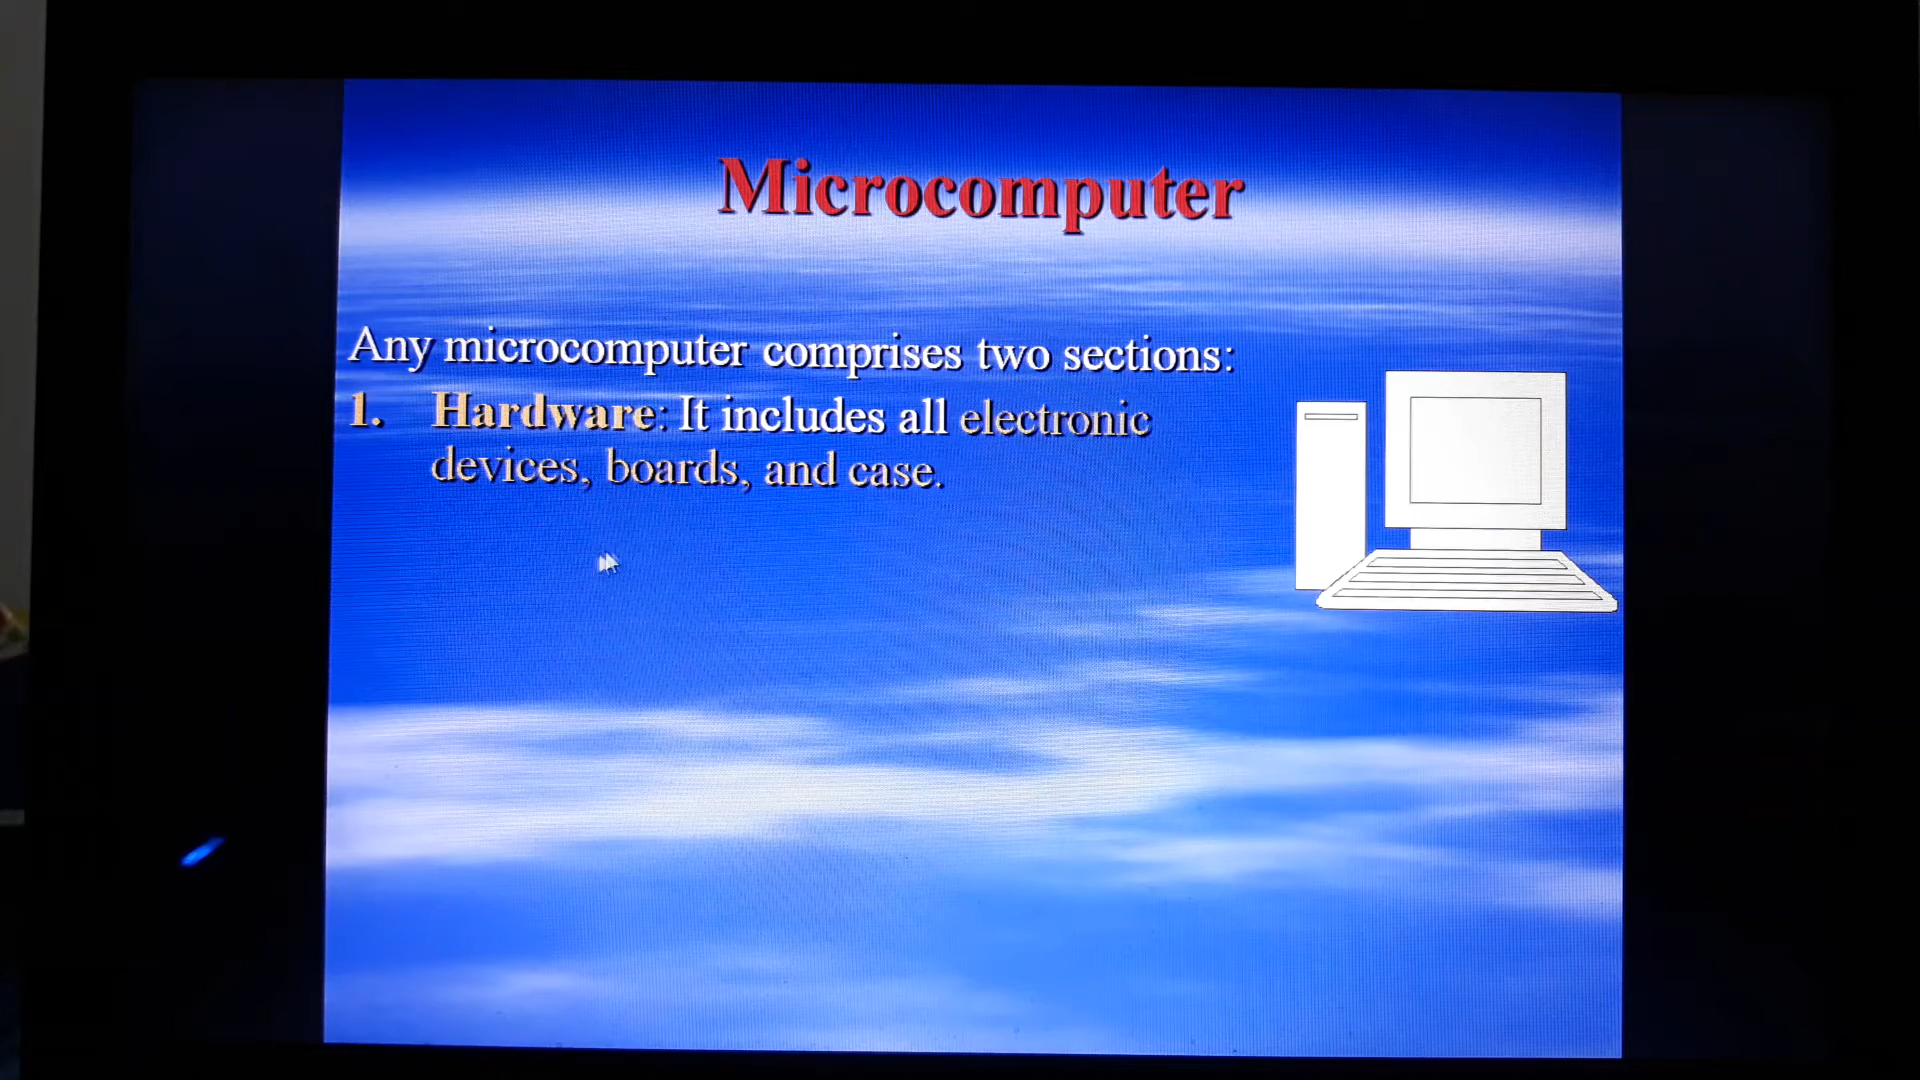 Microcomputer
Any microcomputer comprises two sections:
1. Hardware: It includes all electronic
devices, boards, and case.